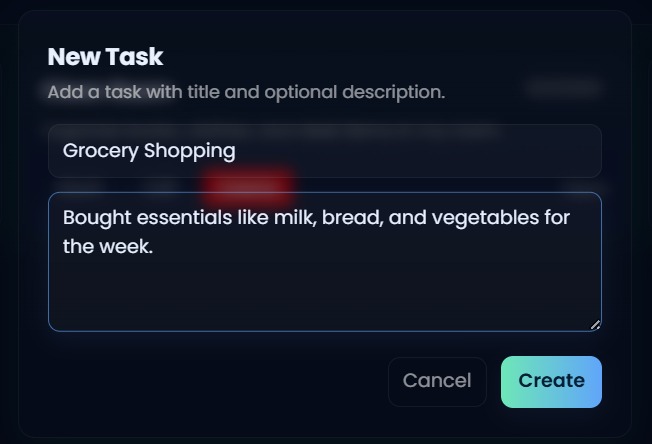 New Task
Add a task with title and optional description.
Grocery Shopping
Bought essentials like milk, bread, and vegetables for
the week.
Cancel
Create